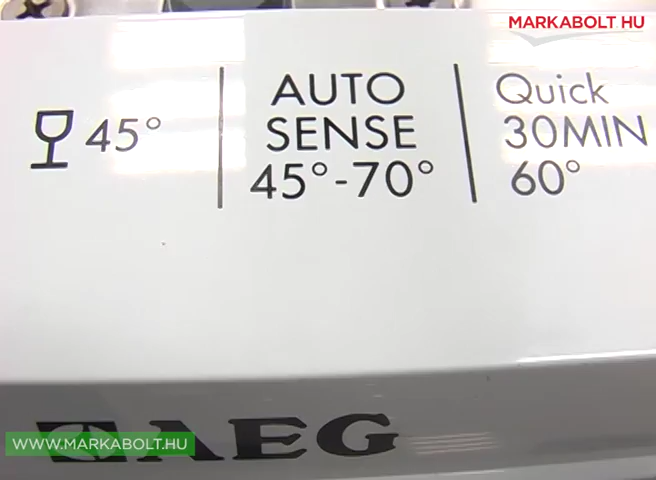 MARKABOLT HU
45°
AUTO
SENSE
45°-70°
Quick
30MIN
60°
AEG
WWW.MARKABOLT.HU